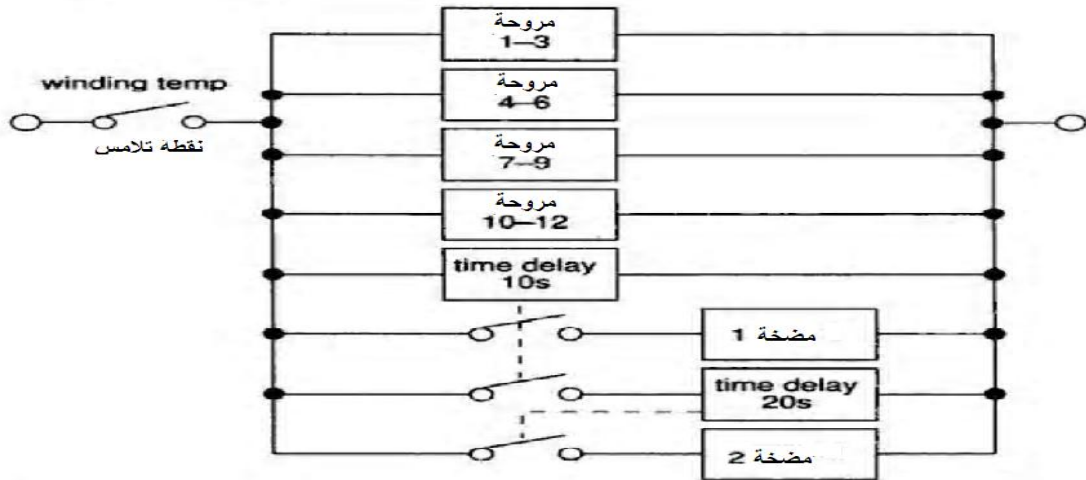 مروحة
1–3
winding temp
نقطة تلامس
مروحة
4–6
مروحة
7–9
مروحة
10–12
time delay
10s
مضخة 1
time delay
20s
مضخة 2